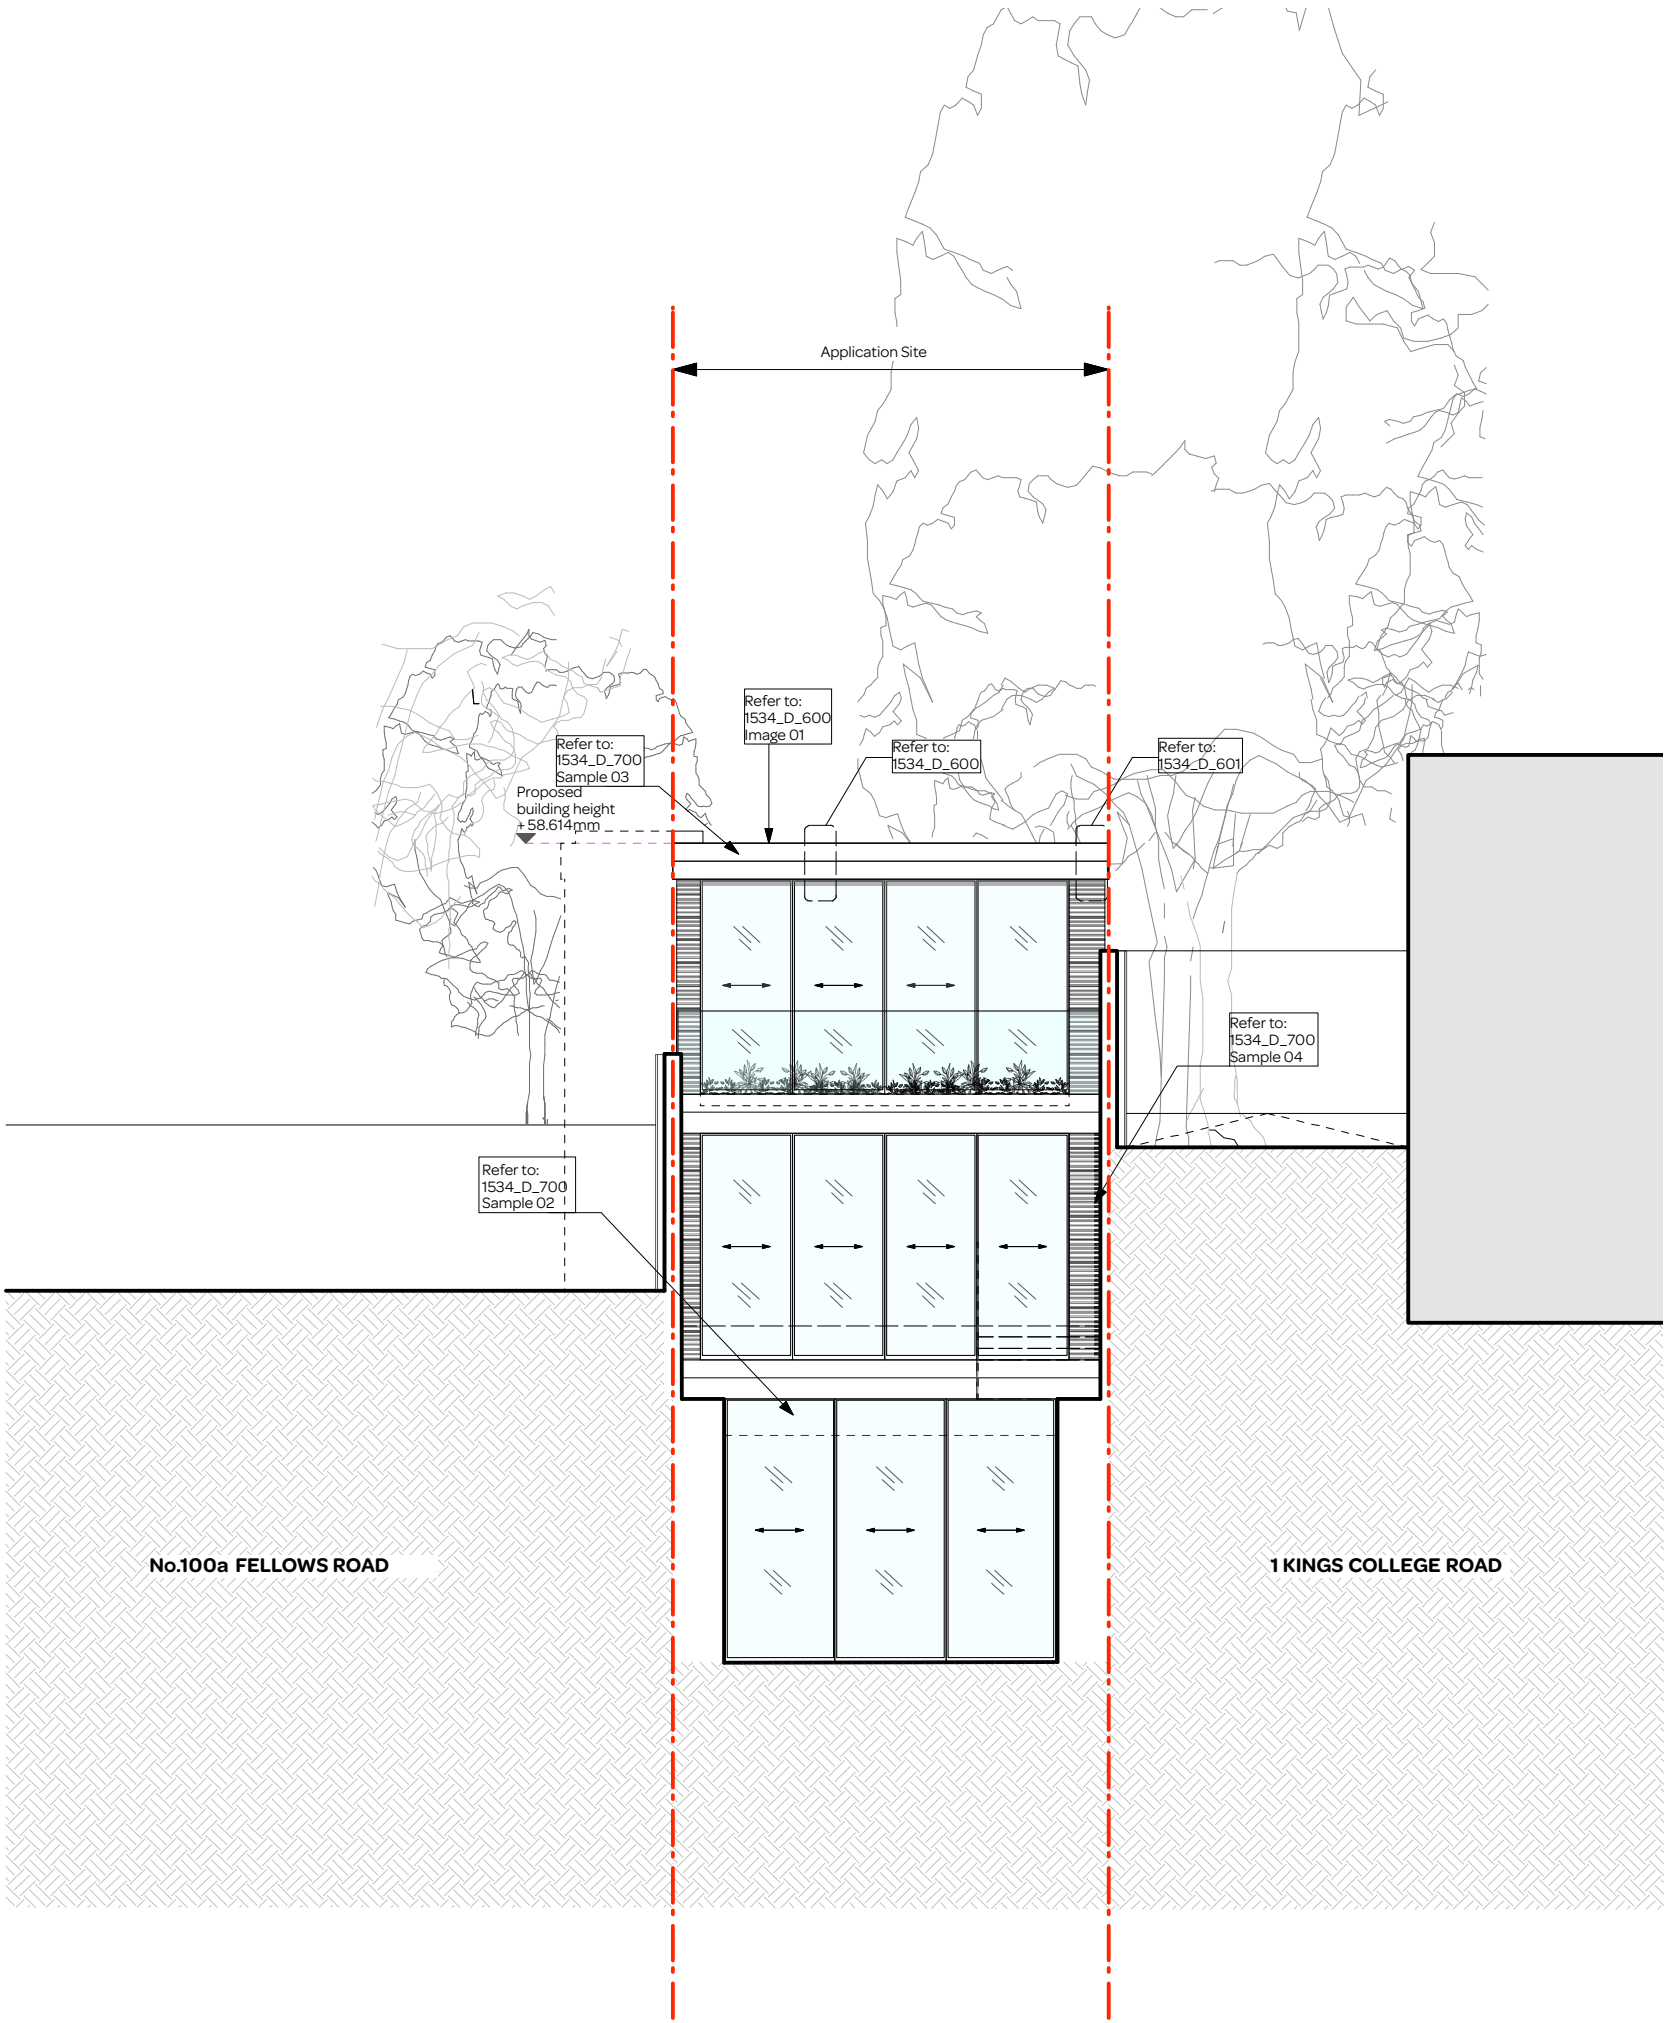 Application Site
Refer to:
1534_D_600
Image 01
Refer to:
1534_D_700
Sample 03
Refer to:
1534_D_600
Refer to:
1534_D_601
Proposed
building height
+58.614mm
Refer to:
1534_D_700
Sample 04
Refer to:
1534_D_700
Sample 02
No.100a FELLOWS ROAD
1 KINGS COLLEGE ROAD